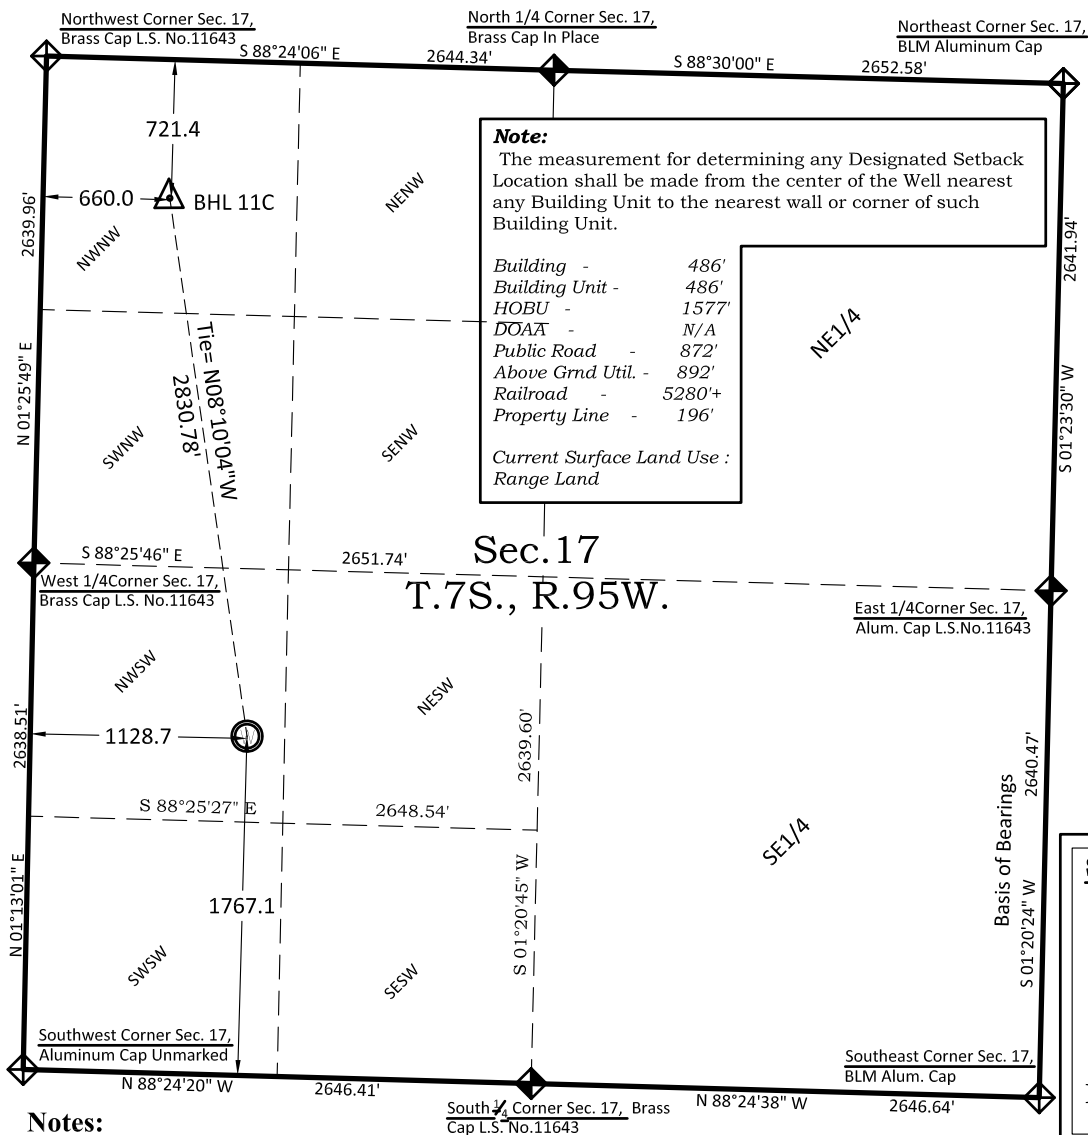 Northwest Corner Sec. 17,
Brass Cap L.S. No.11643
North 1/4 Corner Sec. 17,
Brass Cap In Place
Northeast Corner Sec. 17,
BLM Aluminum Cap
S 88°24'06" E
2644.34'
S 88°30'00" E
2652.58'
721.4
660.0
BHL 11C
NENW
NWNW
2639.96'
N 01°25'49" E
Note:
The measurement for determining any Designated Setback
Location shall be made from the center of the Well nearest
any Building Unit to the nearest wall or corner of such
Building Unit.
Building - 486'
Building Unit - 486'
HOBU - 1577'
DOAA - N/A
Public Road - 872'
Above Grnd Util. - 892'
Railroad - 5280'+
Property Line - 196'
Current Surface Land Use :
Range Land
NE1/4
2641.94'
S 01°23'30" W
Tie= N08°10'04"W
2830.78'
SWNW
SENW
S 88°25'46" E
2651.74'
Sec.17
T.7S., R.95W.
West 1/4Corner Sec. 17,
Brass Cap L.S. No.11643
East 1/4Corner Sec. 17,
Alum. Cap L.S.No.11643
NWSW
NESW
2638.51'
1128.7
2639.60'
2640.47'
S 88°25'27" E
2648.54'
SE1/4
Basis of Bearings
N 01°13'01" E
1767.1
S 01°20'45" W
S 01°20'24" W
SWSW
SESW
Southwest Corner Sec. 17,
Aluminum Cap Unmarked
Southeast Corner Sec. 17,
BLM Alum. Cap
N 88°24'20" W
2646.41'
South 1/4 Corner Sec. 17, Brass
Cap L.S. No.11643
N 88°24'38" W
2646.64'
Notes: